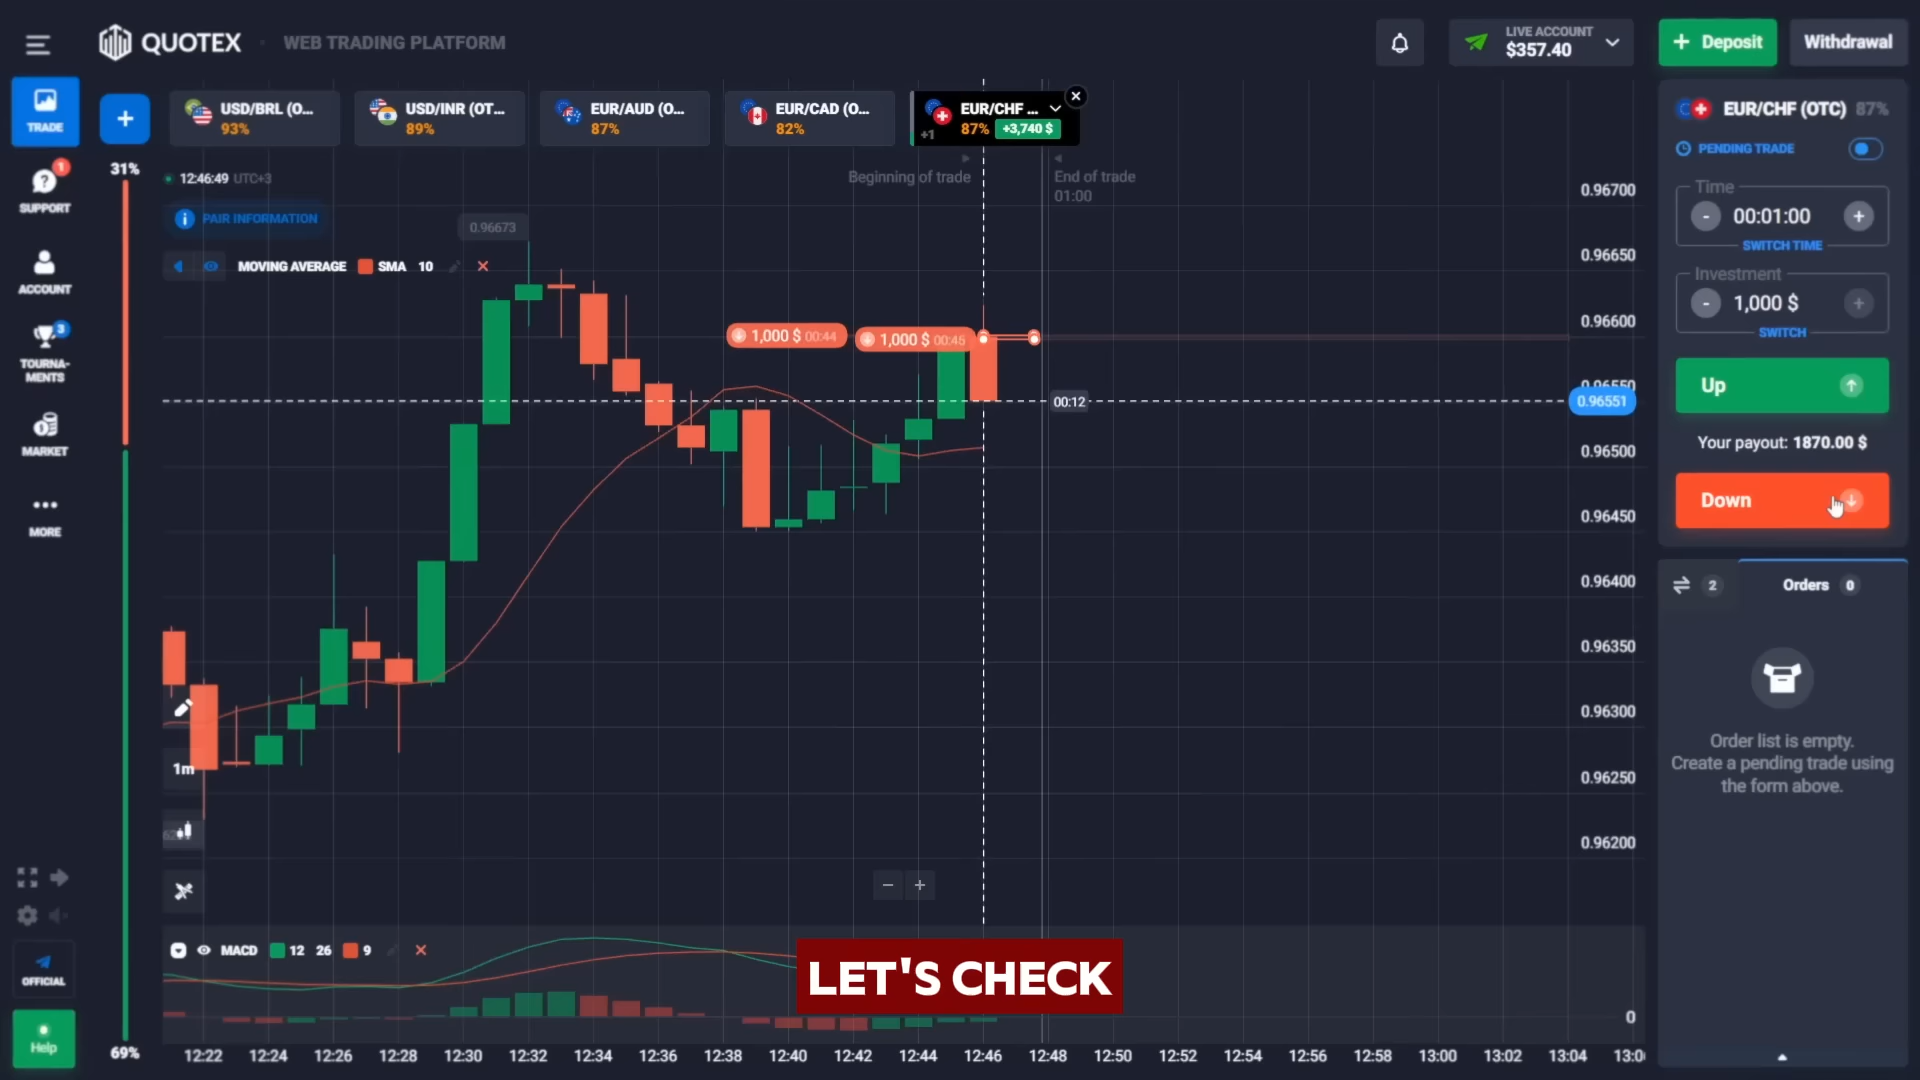 QUOTEX
WEB TRADING PLATFORM
LIVE ACCOUNT
$357.40
+ Deposit
Withdrawal
TRADE
+
USD/BRL (O...
93%
USD/INR (OT...
89%
EUR/AUD (O...
87%
EUR/CAD (O...
82%
EUR/CHF ...
+1
87%
+3,740 $
EUR/CHF (OTC) 87%
PENDING TRADE
31%
12:46:49 UTC+3
Beginning of trade
End of trade
01:00
PAIR INFORMATION
0.96673
MOVING AVERAGE
SMA
10
1
SUPPORT
ACCOUNT
3
TOURNA-
MENTS
MARKET
MORE
Time
- 00:01:00 +
SWITCH TIME
Investment
- 1,000 $ +
SWITCH
Up
Your payout: 1870.00 $
Down
1,000 $ 00:44
1,000 $ 00:45
00:12
0.96700
0.96650
0.96600
0.96550
0.96551
0.96500
0.96450
0.96400
0.96350
0.96300
0.96250
0.96200
2
Orders 0
Order list is empty.
Create a pending trade using
the form above.
1m
− +
MACD
12 26
9
LET'S CHECK
0
OFFICIAL
Help
69%
12:22 12:24 12:26 12:28 12:30 12:32 12:34 12:36 12:38 12:40 12:42 12:44 12:46 12:48 12:50 12:52 12:54 12:56 12:58 13:00 13:02 13:04